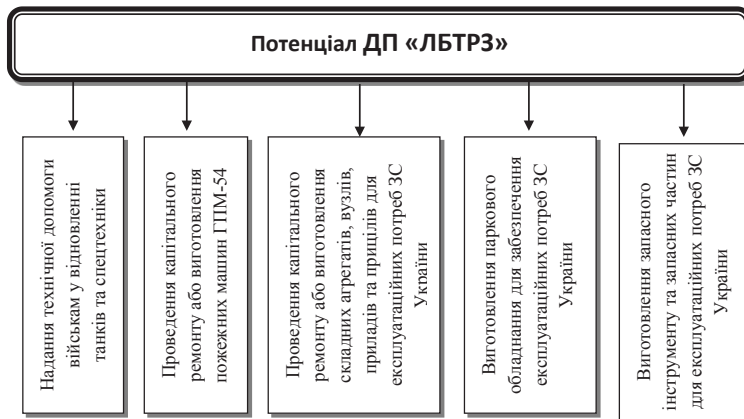 Потенціал ДП «ЛБТРЗ»
Надання технічної допомоги
військам у відновленні
танків та спецтехніки
Проведення капітального
ремонту або виготовлення
пожежних машин ГПМ-54
Проведення капітального
ремонту або виготовлення
складних агрегатів, вузлів,
приладів та прицілів для
експлуатаційних потреб ЗС
України
Виготовлення паркового
обладнання для забезпечення
експлуатаційних потреб ЗС
України
Виготовлення запасного
інструменту та запасних частин
для експлуатаційних потреб ЗС
України